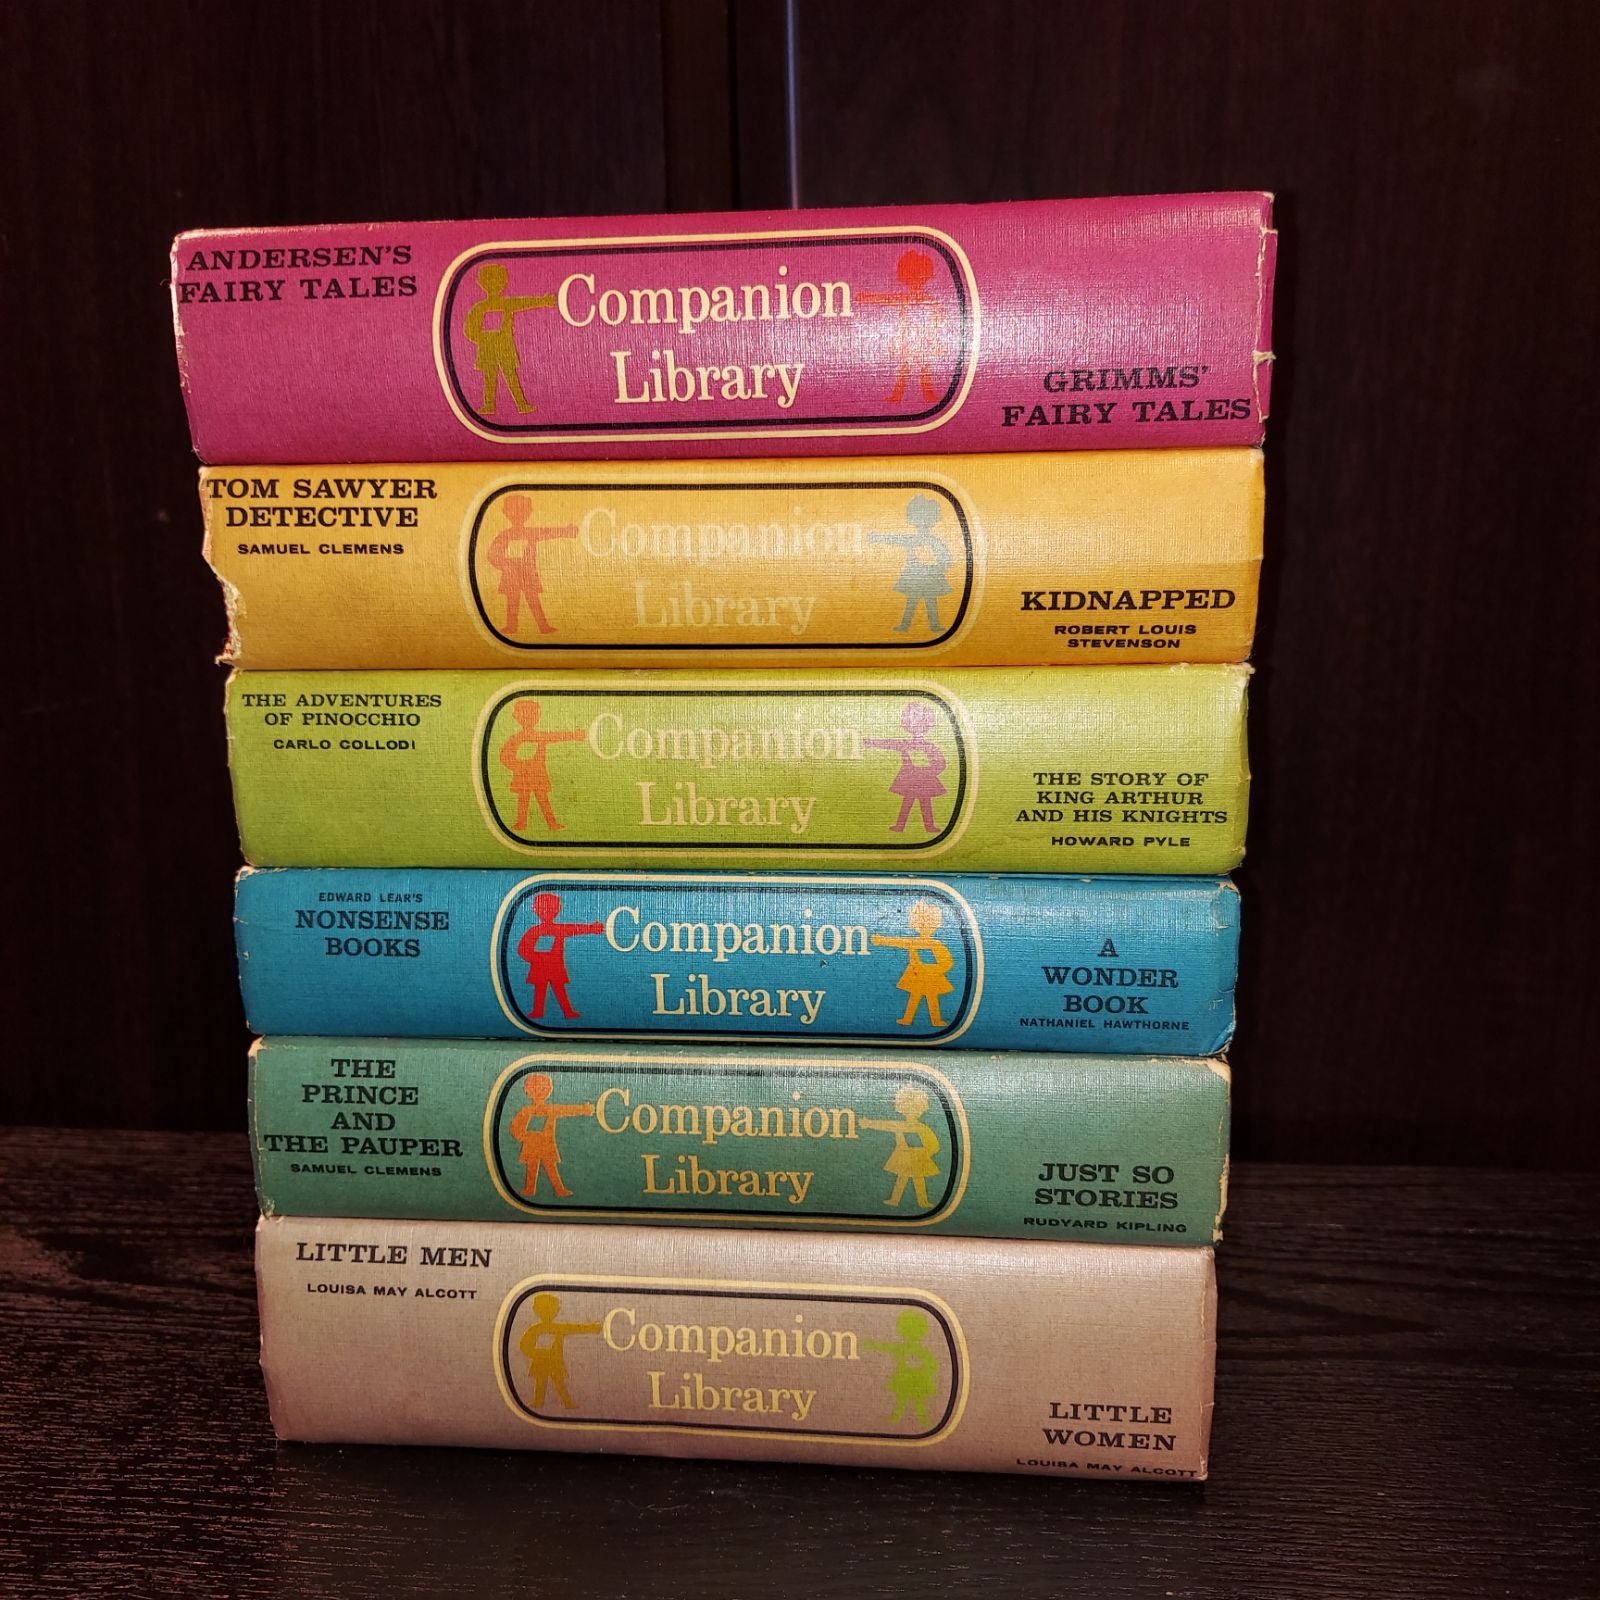 ANDERSEN'S
FAIRY TALES
Companion
Library
GRIMMS'
FAIRY TALES
TOM SAWYER
DETECTIVE
SAMUEL CLEMENS
Companion
Library
KIDNAPPED
ROBERT LOUIS
STEVENSON
THE ADVENTURES
OF PINOCCHIO
CARLO COLLODI
Companion
Library
THE STORY OF
KING ARTHUR
AND HIS KNIGHTS
HOWARD PYLE
EDWARD LEAR'S
NONSENSE
BOOKS
Companion
Library
A
WONDER
BOOK
NATHANIEL HAWTHORNE
THE
PRINCE
AND
THE PAUPER
SAMUEL CLEMENS
Companion
Library
JUST SO
STORIES
RUDYARD KIPLING
LITTLE MEN
LOUISA MAY ALCOTT
Companion
Library
LITTLE
WOMEN
LOUISA MAY ALCOTT